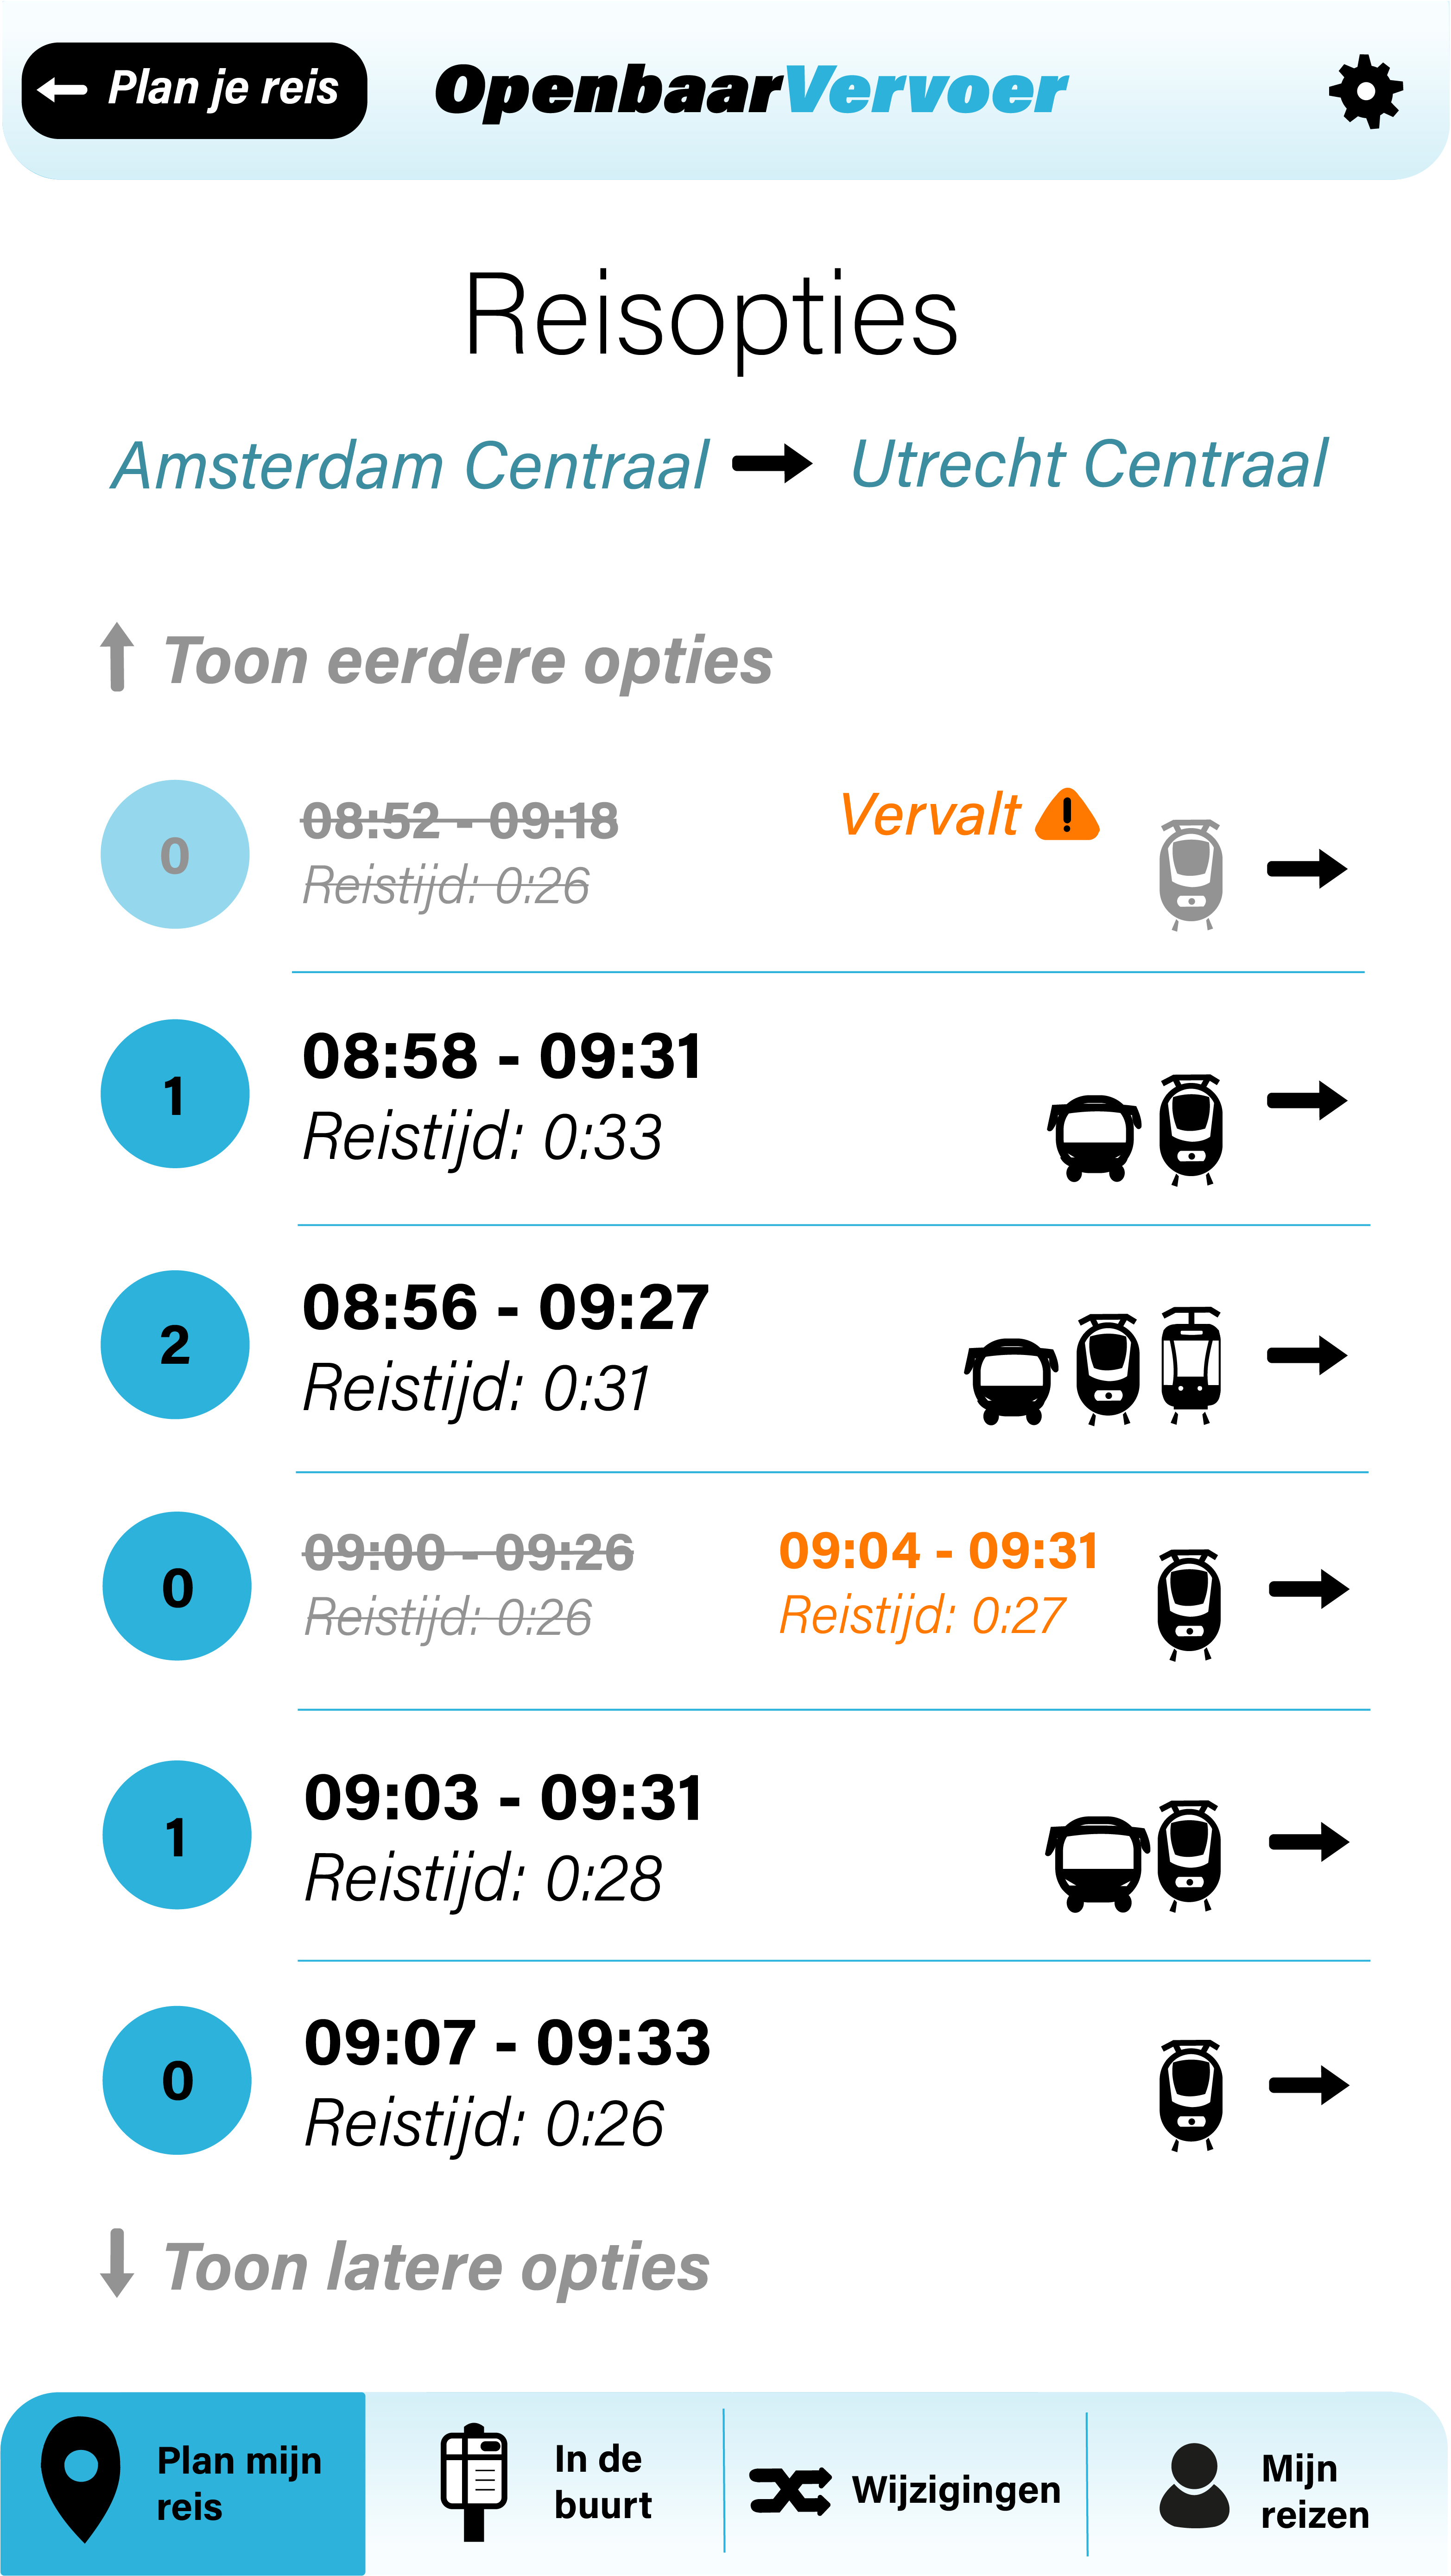 Plan je reis
OpenbaarVervoer
Reisopties
Amsterdam Centraal
Utrecht Centraal
Toon eerdere opties
0
08:52 - 09:18
Reistijd: 0:26
Vervalt
1
08:58 - 09:31
Reistijd: 0:33
2
08:56 - 09:27
Reistijd: 0:31
0
09:00 - 09:26
Reistijd: 0:26
09:04 - 09:31
Reistijd: 0:27
1
09:03 - 09:31
Reistijd: 0:28
0
09:07 - 09:33
Reistijd: 0:26
Toon latere opties
Plan mijn
reis
In de
buurt
Wijzigingen
Mijn
reizen